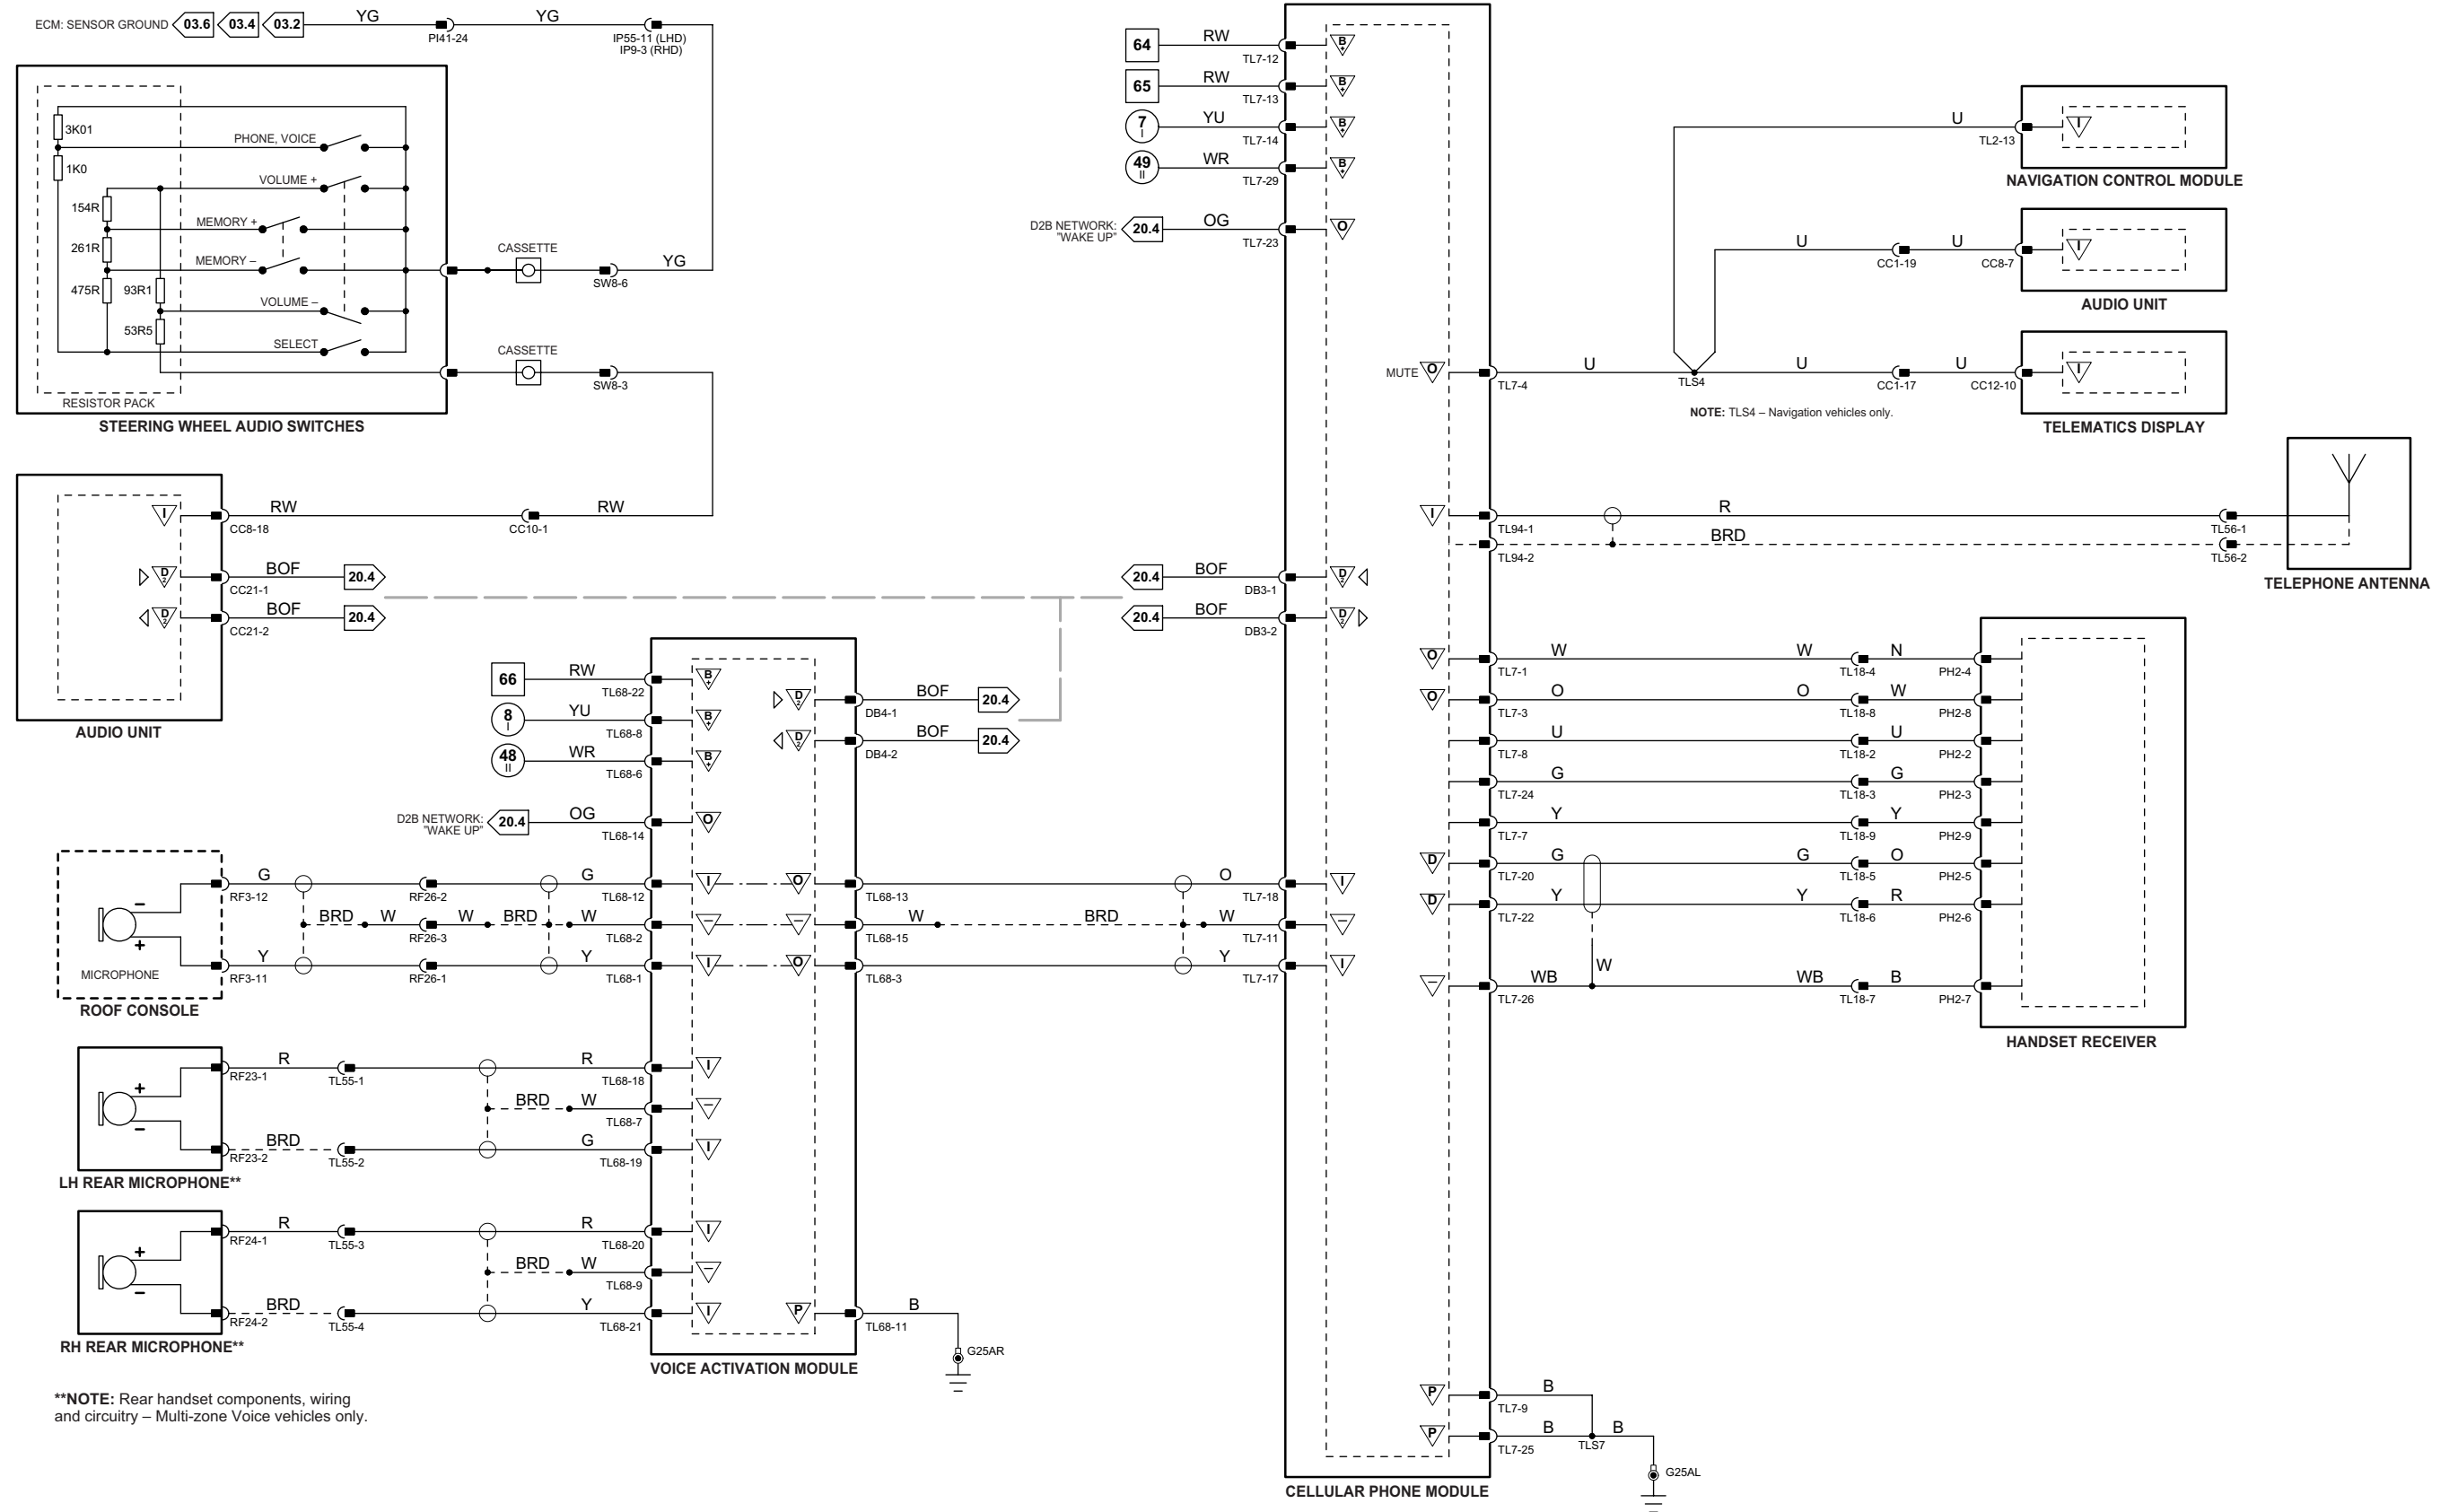 ECM: SENSOR GROUND 03.6 03.4 03.2 YG YG
PI41-24
IP55-11 (LHD)
IP9-3 (RHD)
3K01
PHONE, VOICE
1K0
VOLUME +
154R
MEMORY +
261R
MEMORY –
475R 93R1
VOLUME –
53R5
SELECT
RESISTOR PACK
STEERING WHEEL AUDIO SWITCHES
CASSETTE
SW8-6
YG
CASSETTE
SW8-3
I RW RW
CC8-18 CC10-1
D2 BOF 20.4
CC21-1
D2 BOF 20.4
CC21-2
AUDIO UNIT
66 RW B+
TL68-22
8 I YU B+
TL68-8
48 II WR B+
TL68-6
D2B NETWORK:
"WAKE UP" 20.4 OG O
TL68-14
D2 BOF 20.4
DB4-1
D2 BOF 20.4
DB4-2
– G G I O O I
RF3-12 RF26-2 TL68-12 TL68-13 TL7-18
BRD W W BRD W – – W BRD W –
RF26-3 TL68-2 TL68-15 TL7-11
+ Y Y I O Y I
MICROPHONE
RF3-11 RF26-1 TL68-1 TL68-3 TL7-17
ROOF CONSOLE
R R I
RF23-1 TL55-1 TL68-18
+
BRD W –
TL68-7
–
BRD G I
RF23-2 TL55-2 TL68-19
LH REAR MICROPHONE**
R R I
RF24-1 TL55-3 TL68-20
+
BRD W –
TL68-9
–
BRD Y I
RF24-2 TL55-4 TL68-21
RH REAR MICROPHONE**
P B
TL68-11
G25AR
VOICE ACTIVATION MODULE
**NOTE: Rear handset components, wiring
and circuitry – Multi-zone Voice vehicles only.
64 RW B+
TL7-12
65 RW B+
TL7-13
7 I YU B+
TL7-14
49 II WR B+
TL7-29
D2B NETWORK:
"WAKE UP" 20.4 OG O
TL7-23
20.4 BOF D2
DB3-1
20.4 BOF D2
DB3-2
U I
TL2-13
NAVIGATION CONTROL MODULE
U U I
CC1-19 CC8-7
AUDIO UNIT
MUTE O U U U I
TL7-4 TLS4 CC1-17 CC12-10
NOTE: TLS4 – Navigation vehicles only.
TELEMATICS DISPLAY
I R
TL94-1 TL56-1
BRD
TL94-2 TL56-2
TELEPHONE ANTENNA
O W W N
TL7-1 TL18-4 PH2-4
O O O W
TL7-3 TL18-8 PH2-8
U U
TL7-8 TL18-2 PH2-2
G G
TL7-24 TL18-3 PH2-3
Y Y
TL7-7 TL18-9 PH2-9
D G G O
TL7-20 TL18-5 PH2-5
D Y Y R
TL7-22 TL18-6 PH2-6
W
– WB WB B
TL7-26 TL18-7 PH2-7
HANDSET RECEIVER
P B
TL7-9
P B B
TL7-25 TLS7
G25AL
CELLULAR PHONE MODULE